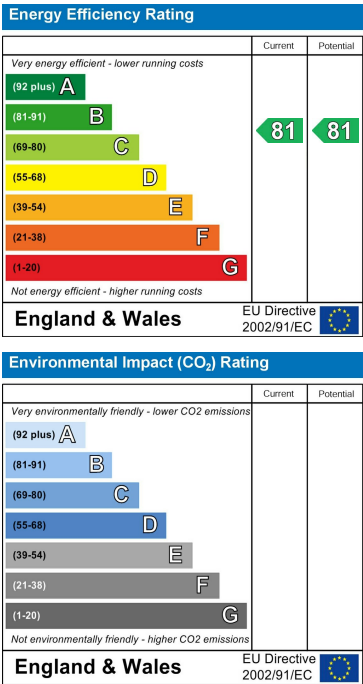 Energy Efficiency Rating
Current Potential
Very energy efficient - lower running costs
(92 plus) A
(81-91) B
81 81
(69-80) C
(55-68) D
(39-54) E
(21-38) F
(1-20) G
Not energy efficient - higher running costs
England & Wales
EU Directive
2002/91/EC
Environmental Impact (CO₂) Rating
Current Potential
Very environmentally friendly - lower CO2 emissions
(92 plus) A
(81-91) B
(69-80) C
(55-68) D
(39-54) E
(21-38) F
(1-20) G
Not environmentally friendly - higher CO2 emissions
England & Wales
EU Directive
2002/91/EC